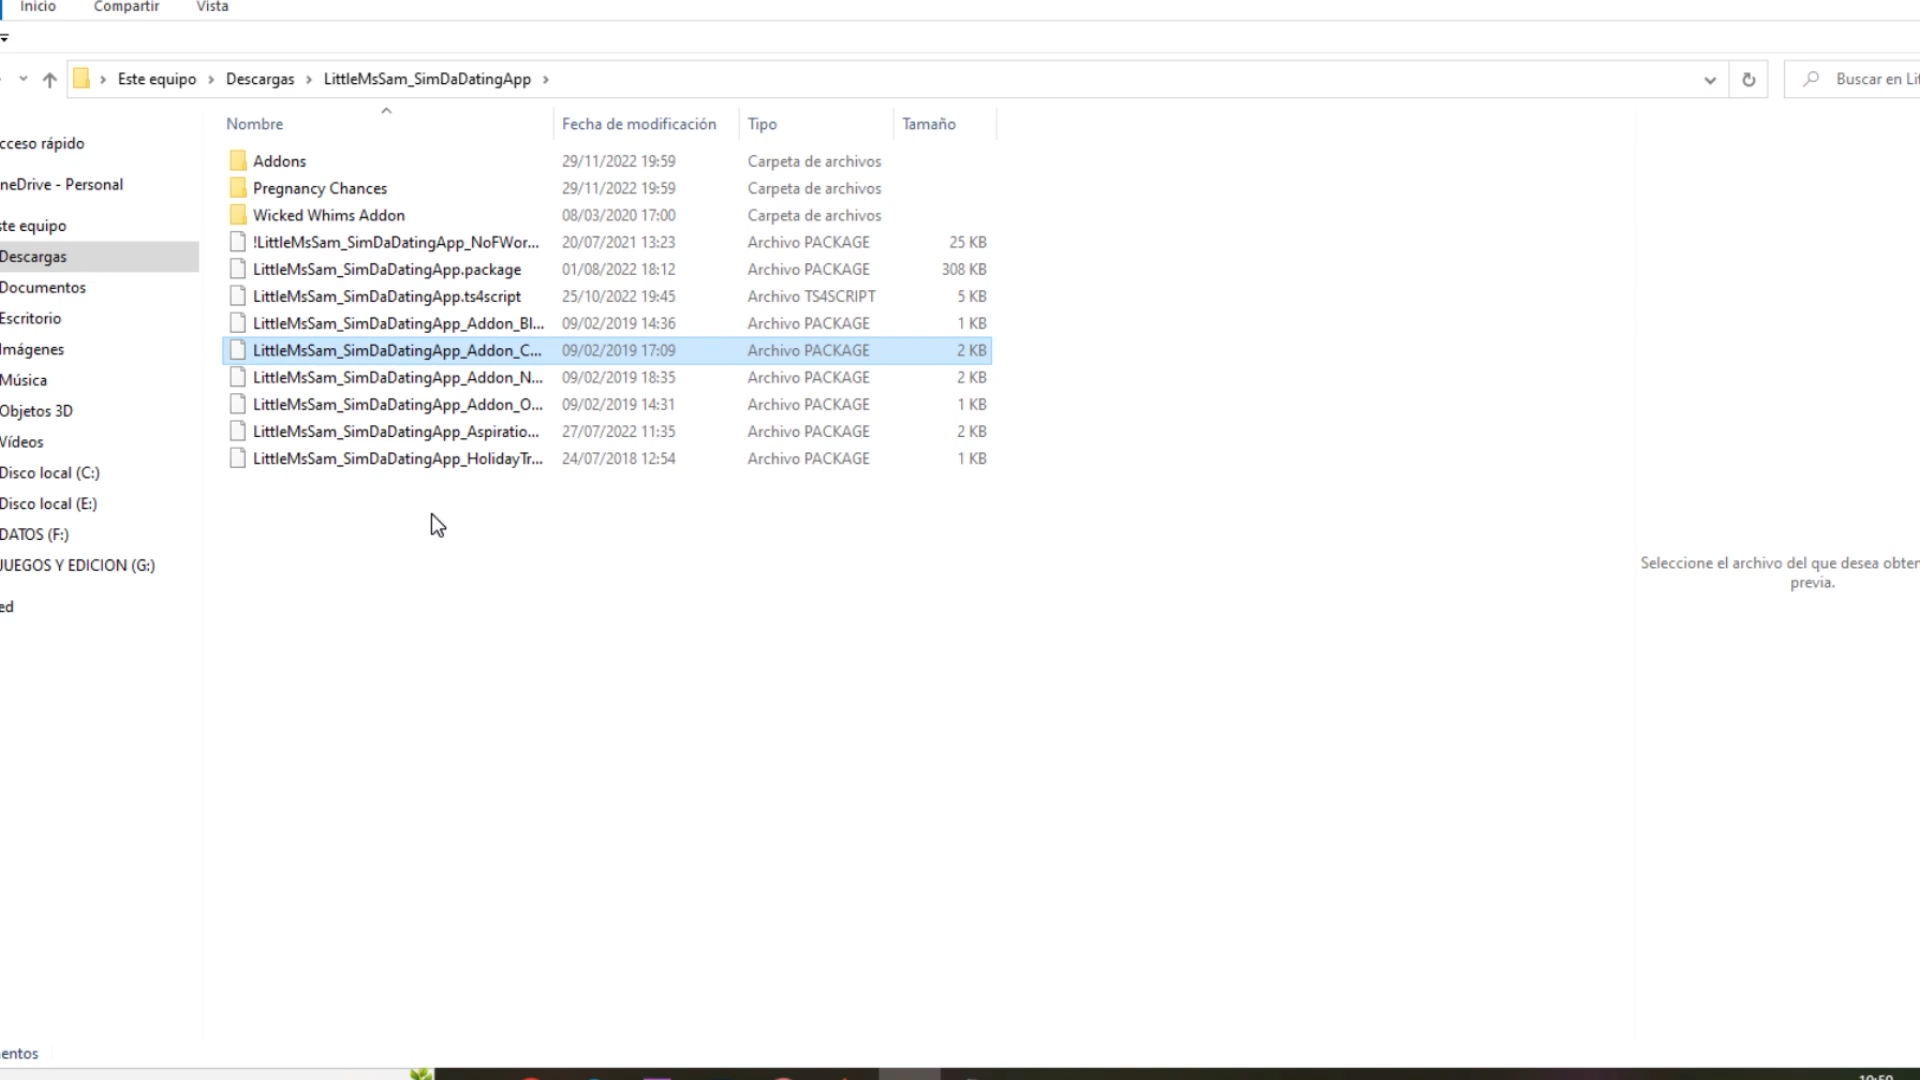 Inicio Compartir Vista
Este equipo > Descargas > LittleMsSam_SimDaDatingApp >
Buscar en Lit
Nombre Fecha de modificación Tipo Tamaño
Addons 29/11/2022 19:59 Carpeta de archivos
Pregnancy Chances 29/11/2022 19:59 Carpeta de archivos
Wicked Whims Addon 08/03/2020 17:00 Carpeta de archivos
!LittleMsSam_SimDaDatingApp_NoFWor... 20/07/2021 13:23 Archivo PACKAGE 25 KB
LittleMsSam_SimDaDatingApp.package 01/08/2022 18:12 Archivo PACKAGE 308 KB
LittleMsSam_SimDaDatingApp.ts4script 25/10/2022 19:45 Archivo TS4SCRIPT 5 KB
LittleMsSam_SimDaDatingApp_Addon_Bl... 09/02/2019 14:36 Archivo PACKAGE 1 KB
LittleMsSam_SimDaDatingApp_Addon_C... 09/02/2019 17:09 Archivo PACKAGE 2 KB
LittleMsSam_SimDaDatingApp_Addon_N... 09/02/2019 18:35 Archivo PACKAGE 2 KB
LittleMsSam_SimDaDatingApp_Addon_O... 09/02/2019 14:31 Archivo PACKAGE 1 KB
LittleMsSam_SimDaDatingApp_Aspiratio... 27/07/2022 11:35 Archivo PACKAGE 2 KB
LittleMsSam_SimDaDatingApp_HolidayTr... 24/07/2018 12:54 Archivo PACKAGE 1 KB
cceso rápido
neDrive - Personal
ste equipo
Descargas
Documentos
Escritorio
Imágenes
Música
Objetos 3D
Vídeos
Disco local (C:)
Disco local (E:)
DATOS (F:)
JUEGOS Y EDICION (G:)
ed
Seleccione el archivo del que desea obten
previa.
entos